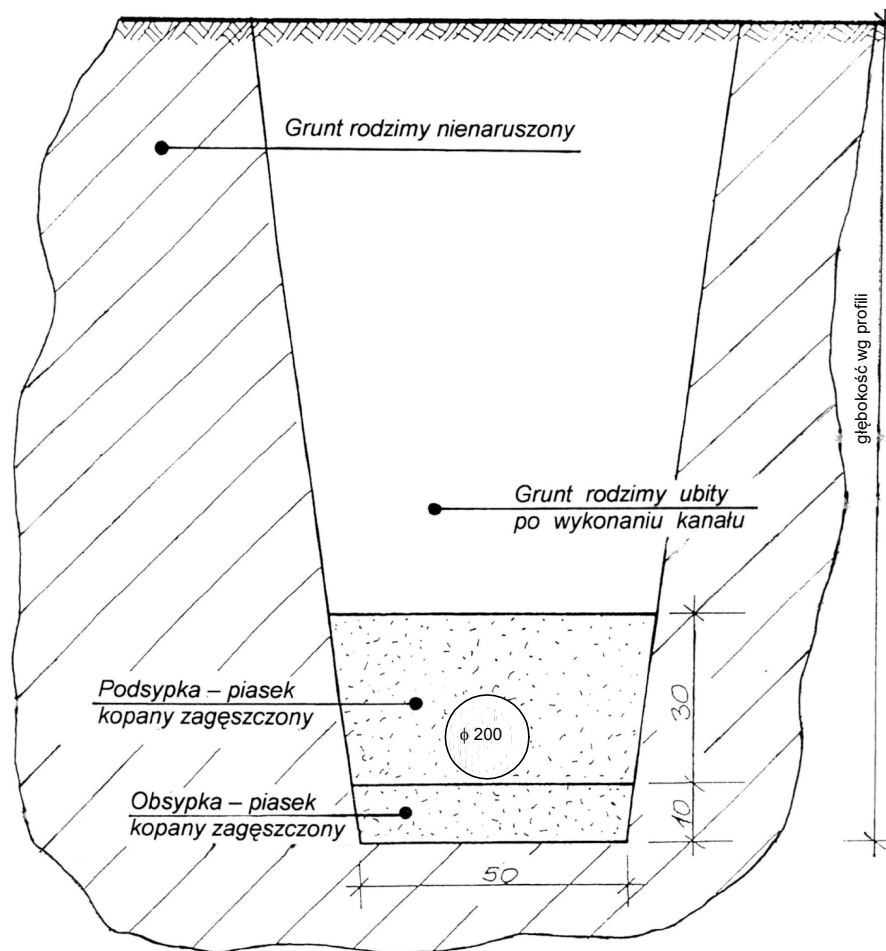 Grunt rodzimy nienaruszony
głębokość wg profili
Grunt rodzimy ubity
po wykonaniu kanału
Podsypka – piasek
kopany zagęszczony
ϕ 200
30
Obsypka – piasek
kopany zagęszczony
10
50